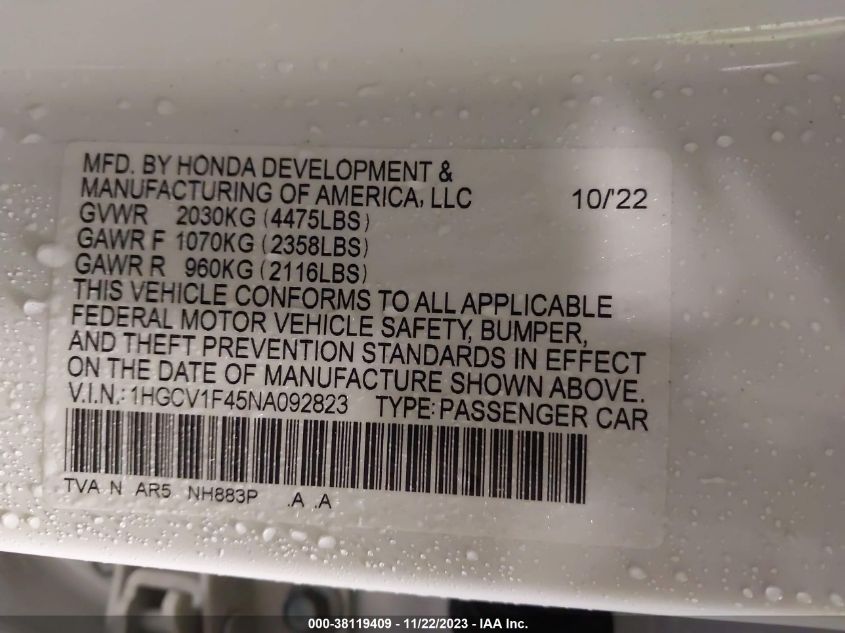 MFD. BY HONDA DEVELOPMENT &
MANUFACTURING OF AMERICA, LLC 10/'22
GVWR 2030KG (4475LBS)
GAWR F 1070KG (2358LBS)
GAWR R 960KG (2116LBS)
THIS VEHICLE CONFORMS TO ALL APPLICABLE
FEDERAL MOTOR VEHICLE SAFETY, BUMPER,
AND THEFT PREVENTION STANDARDS IN EFFECT
ON THE DATE OF MANUFACTURE SHOWN ABOVE.
V.I.N.: 1HGCV1F45NA092823 TYPE: PASSENGER CAR
TVA N AR5 NH883P .A .A
000-38119409 - 11/22/2023 - IAA Inc.